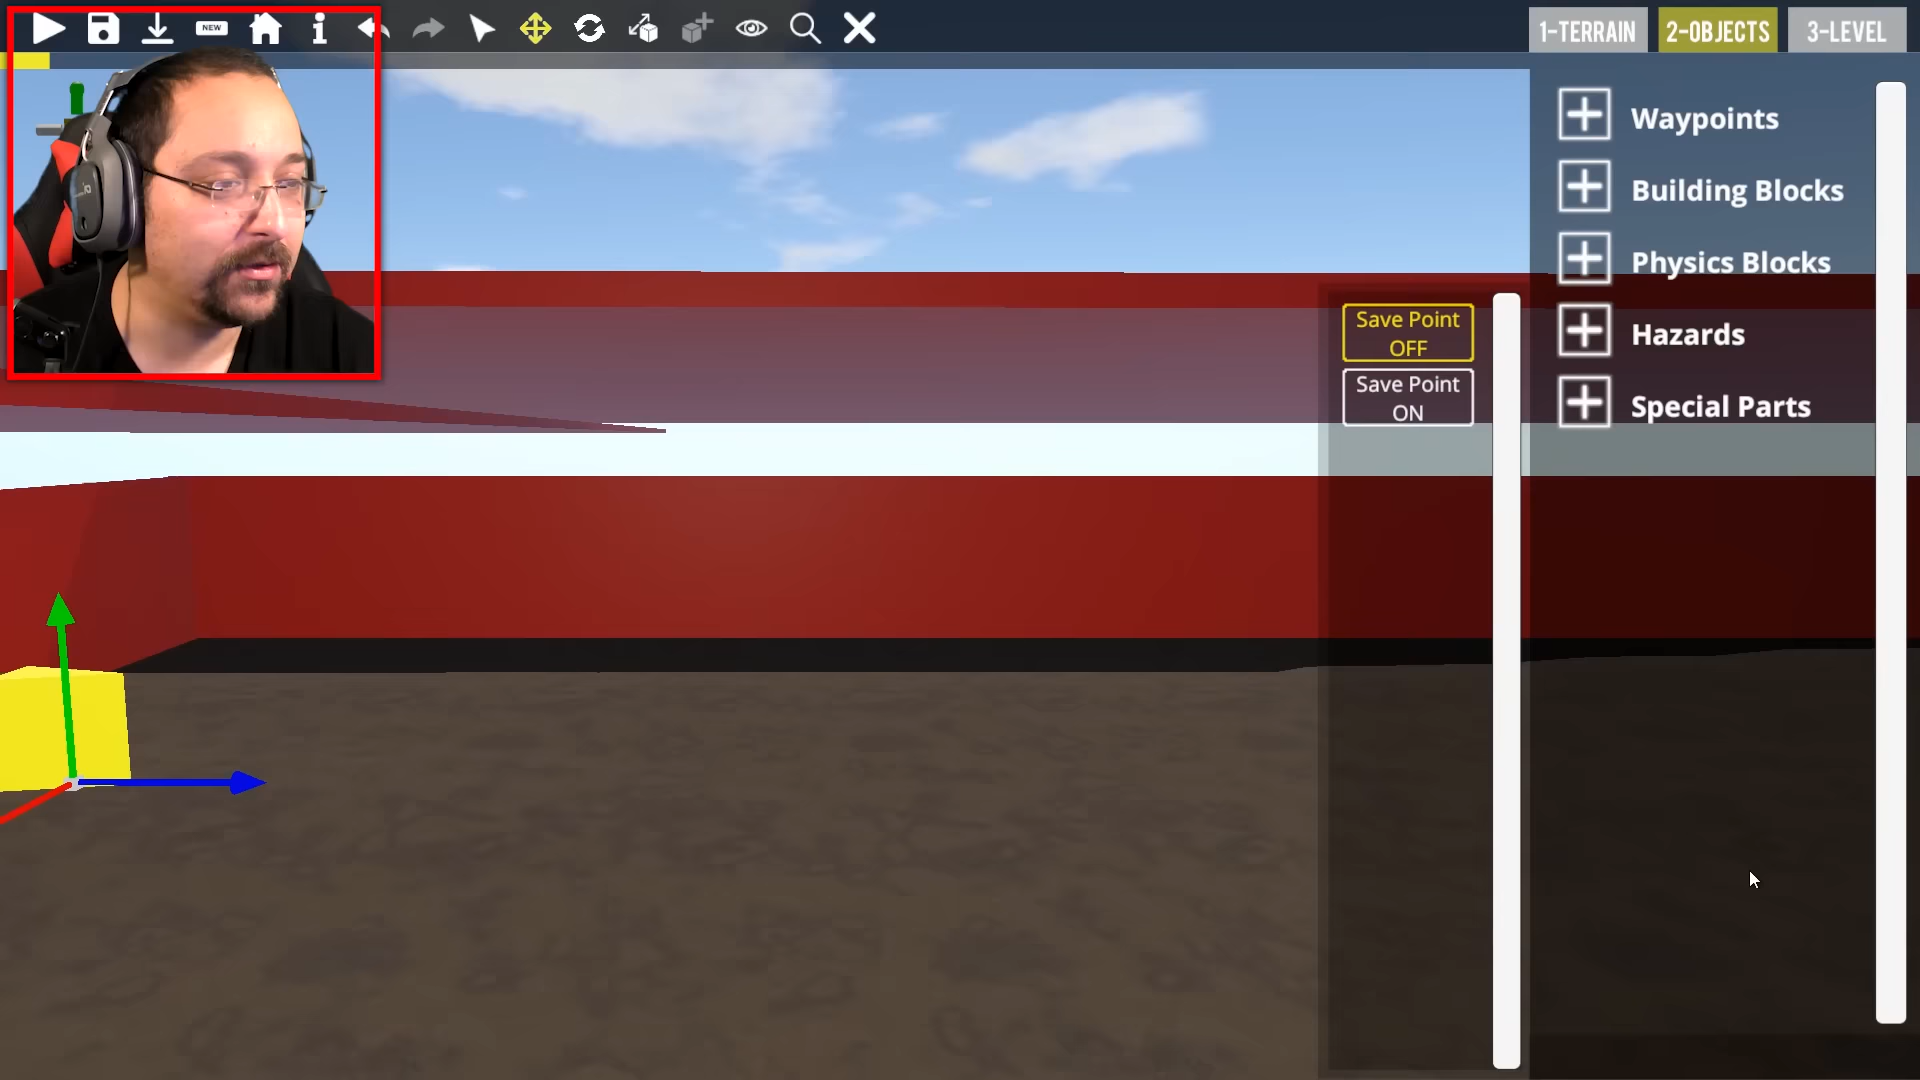 NEW
1-TERRAIN
2-OBJECTS
3-LEVEL
Waypoints
Building Blocks
Physics Blocks
Hazards
Special Parts
Save Point
OFF
Save Point
ON